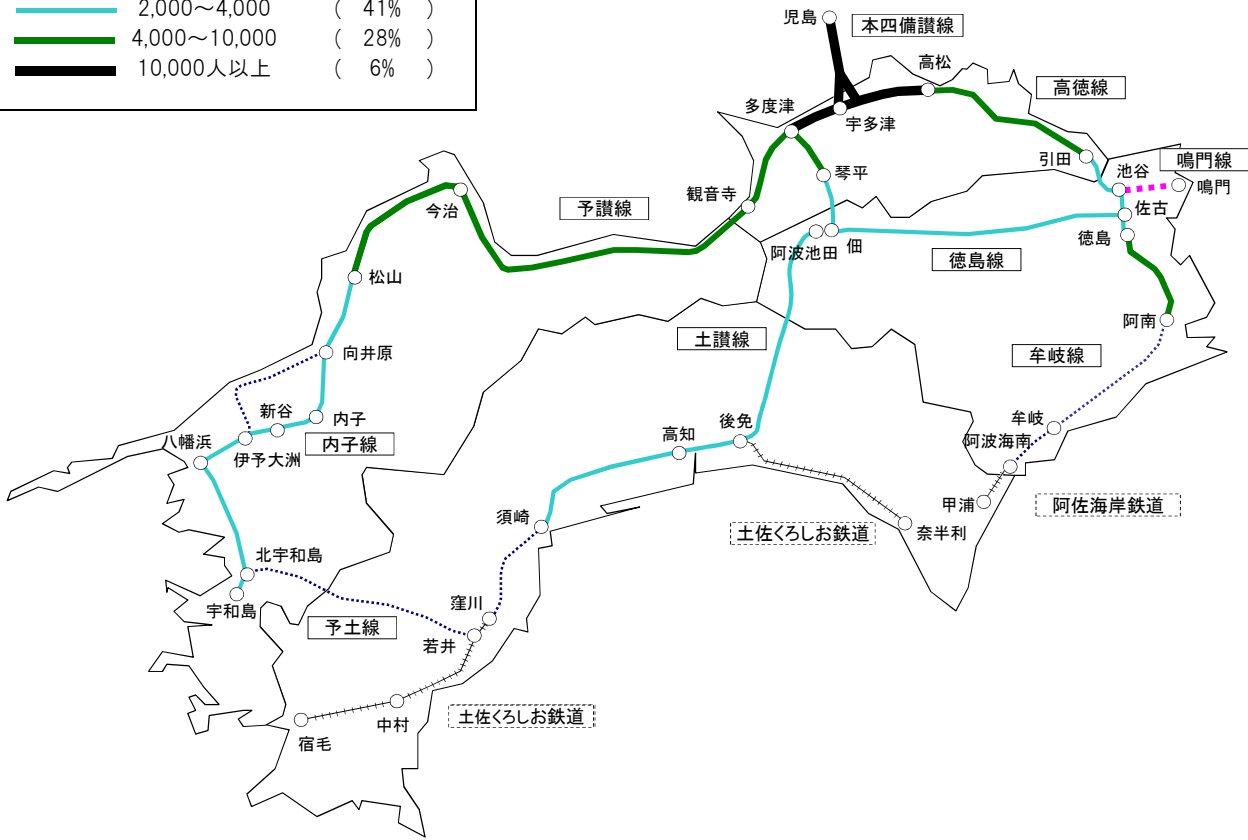 2,000～4,000 ( 41% )
4,000～10,000 ( 28% )
10,000人以上 ( 6% )
児島
本四備讃線
高松
高徳線
多度津
宇多津
引田
鳴門線
池谷
鳴門
琴平
観音寺
佐古
予讃線
今治
徳島
阿波池田
佃
徳島線
松山
阿南
土讃線
牟岐線
向井原
新谷
内子
牟岐
八幡浜
伊予大洲
内子線
高知
後免
阿波海南
甲浦
阿佐海岸鉄道
須崎
土佐くろしお鉄道
奈半利
北宇和島
宇和島
窪川
予土線
若井
土佐くろしお鉄道
中村
宿毛